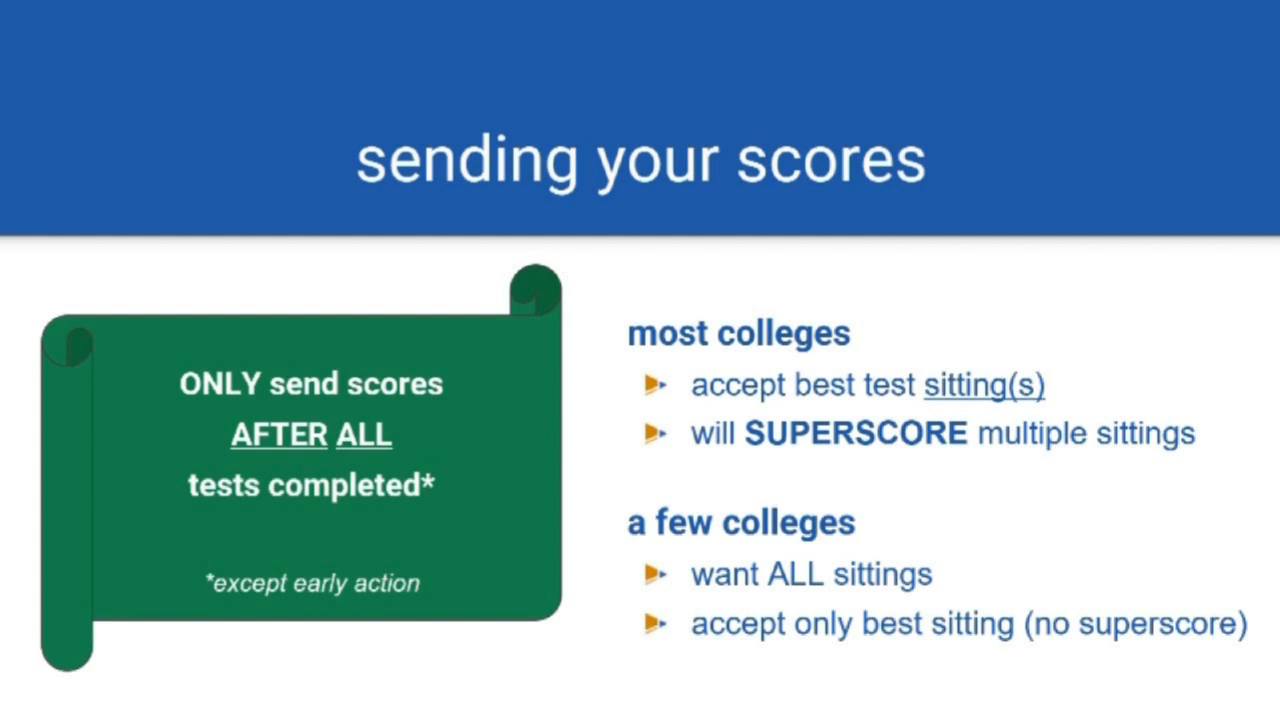 sending your scores
ONLY send scores
AFTER ALL
tests completed*
*except early action
most colleges
accept best test sitting(s)
will SUPERSCORE multiple sittings
a few colleges
want ALL sittings
accept only best sitting (no superscore)